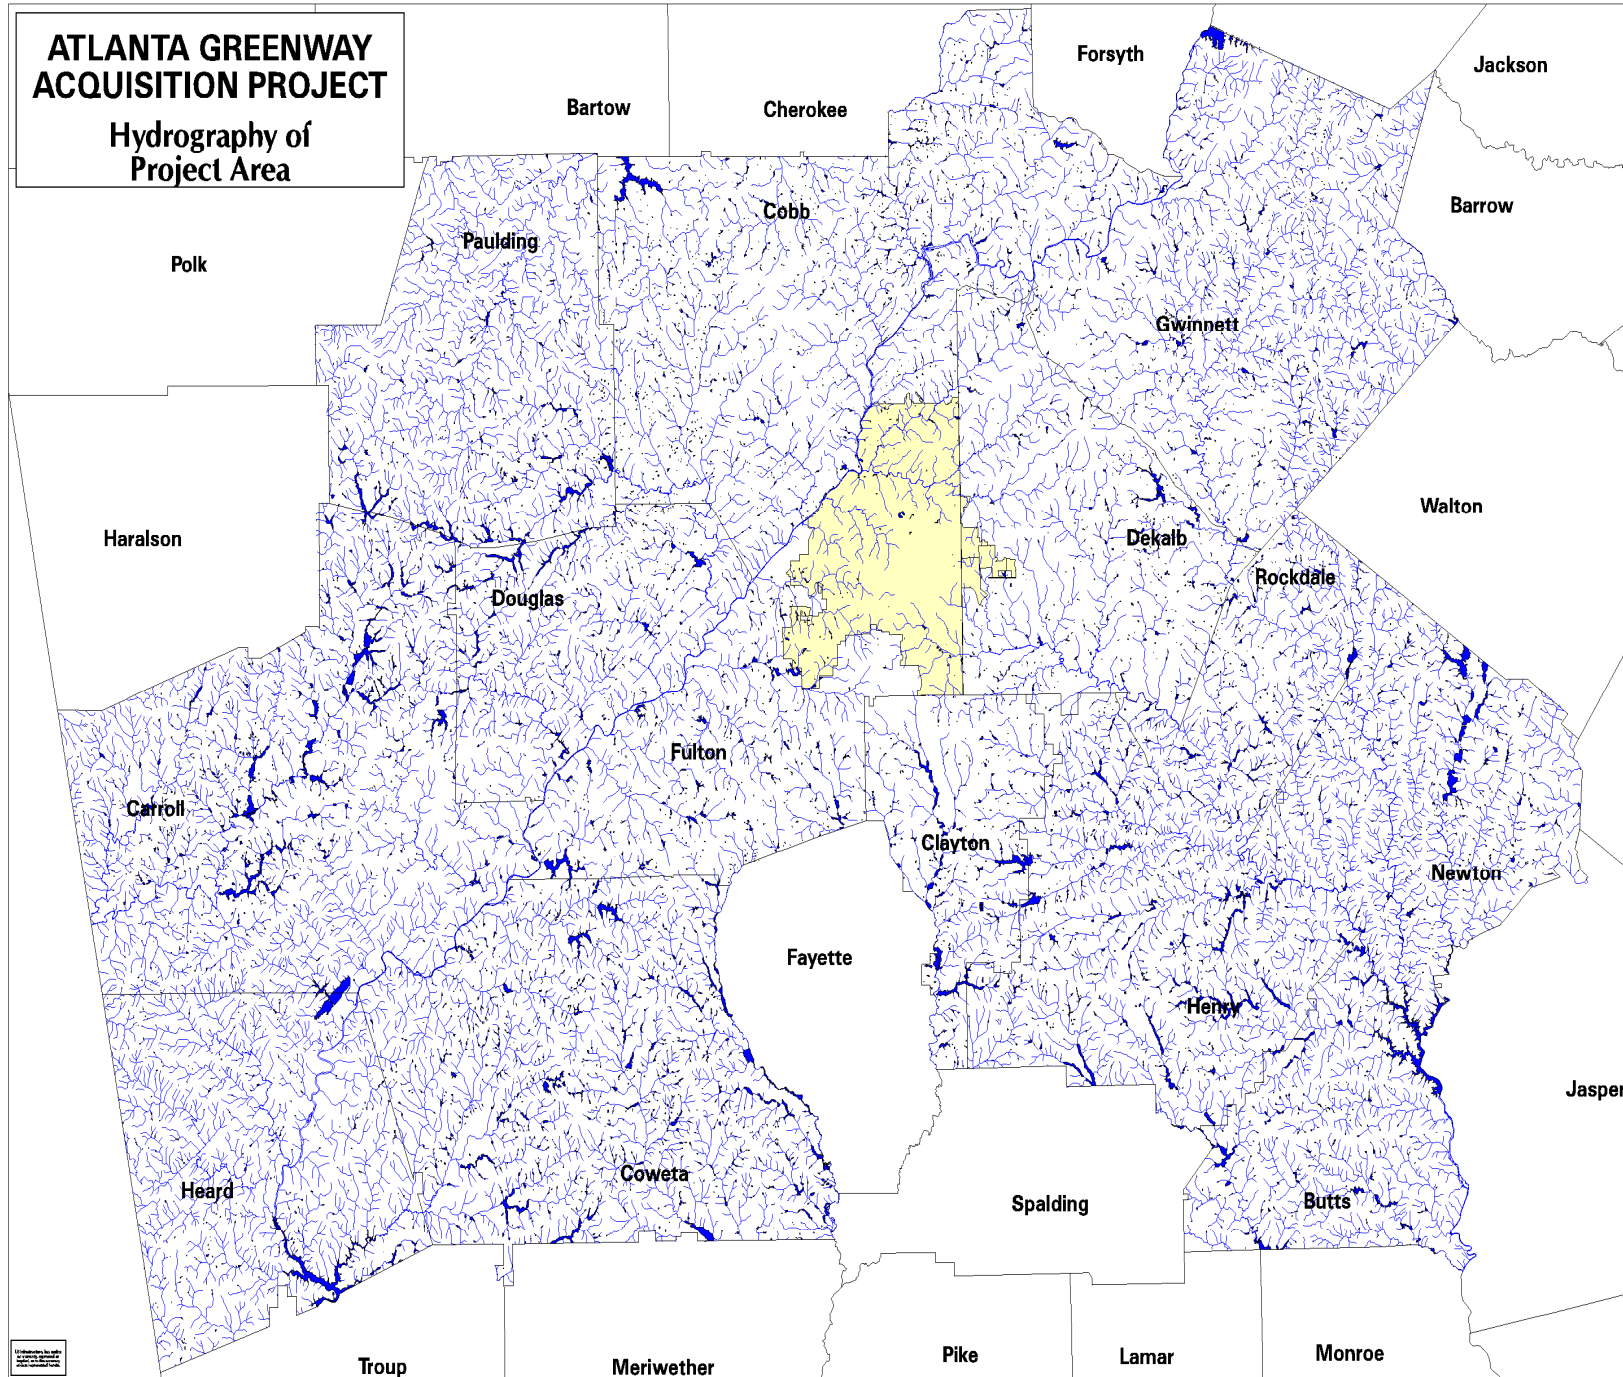 ATLANTA GREENWAY
ACQUISITION PROJECT
Hydrography of
Project Area
Forsyth
Jackson
Bartow
Cherokee
Barrow
Cobb
Paulding
Polk
Gwinnett
Walton
Haralson
Dekalb
Rockdale
Douglas
Fulton
Carroll
Clayton
Newton
Fayette
Henry
Jasper
Coweta
Heard
Spalding
Butts
Pike
Lamar
Monroe
Troup
Meriwether